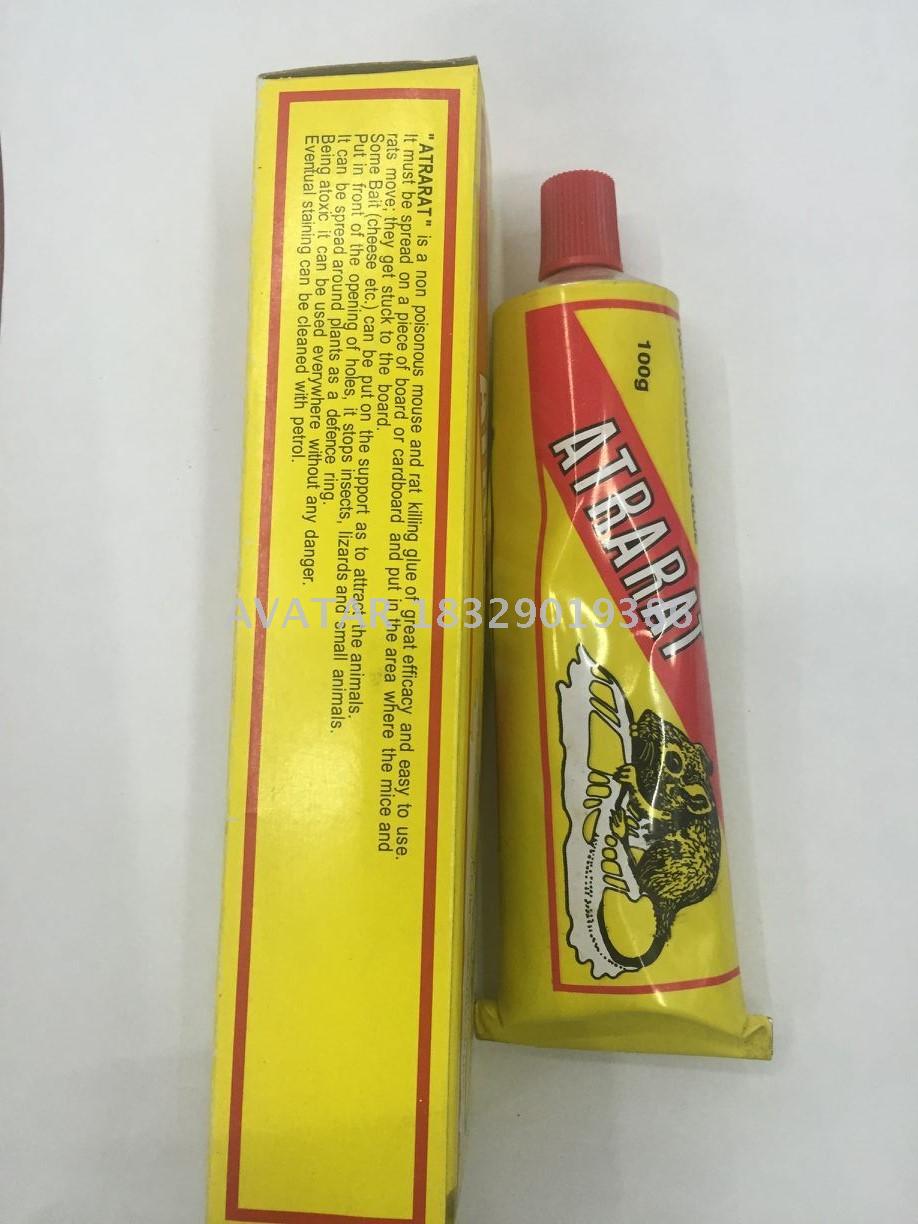 "ATRARAT" is a non poisonous mouse and rat killing glue of great efficacy and easy to use.
It must be spread on a piece of board or cardboard and put in the area where the mice and
rats move; they get stuck to the board.
Some Bait (cheese etc.) can be put on the support as to attract the animals.
Put in front of the opening of holes, it stops insects, lizards and small animals.
It can be spread around plants as a defence ring.
Being atoxic it can be used everywhere without any danger.
Eventual staining can be cleaned with petrol.
100g
ATRARAT
AVATAR 18329019386